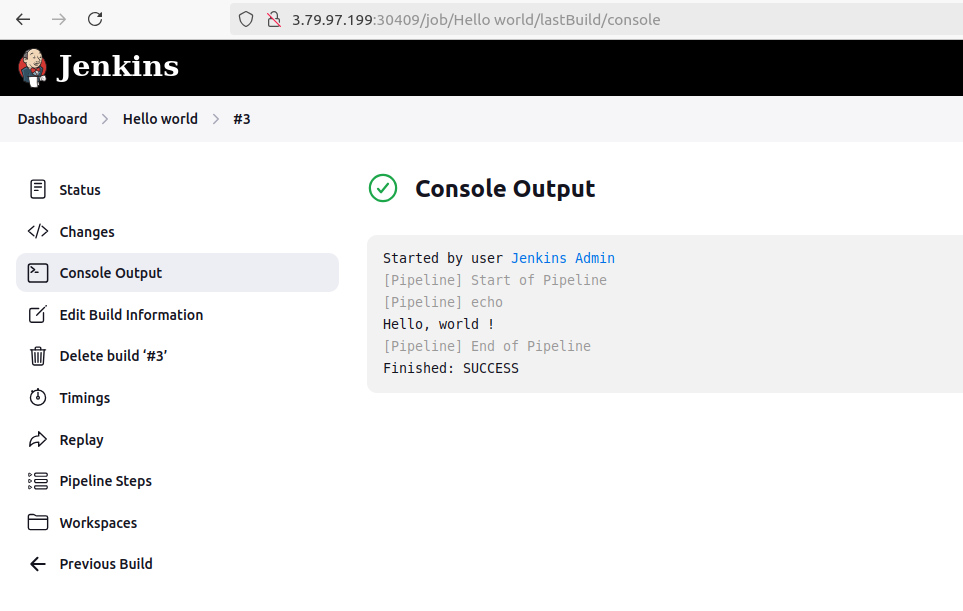 3.79.97.199:30409/job/Hello world/lastBuild/console
Jenkins
Dashboard > Hello world > #3
Status
Changes
Console Output
Edit Build Information
Delete build ‘#3’
Timings
Replay
Pipeline Steps
Workspaces
Previous Build
Console Output
Started by user Jenkins Admin
[Pipeline] Start of Pipeline
[Pipeline] echo
Hello, world !
[Pipeline] End of Pipeline
Finished: SUCCESS